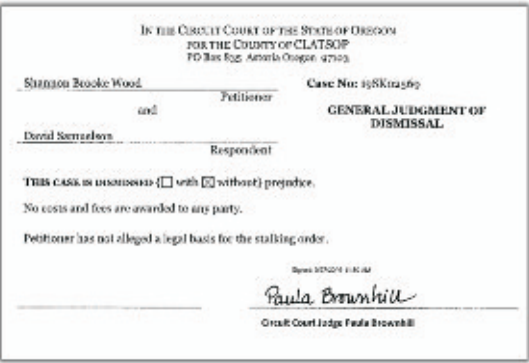 IN THE CIRCUIT COURT OF THE STATE OF OREGON
FOR THE COUNTY OF CLATSOP
PO Box 835 Astoria Oregon 97103
Shannon Brooke Wood
Petitioner
and
David Samuelson
Respondent
Case No: 19SK02569
GENERAL JUDGMENT OF
DISMISSAL
THIS CASE IS DISMISSED (☐ with ☒ without) prejudice.
No costs and fees are awarded to any party.
Petitioner has not alleged a legal basis for the stalking order.
Signed:
Paula Brownhill
Circuit Court Judge Paula Brownhill